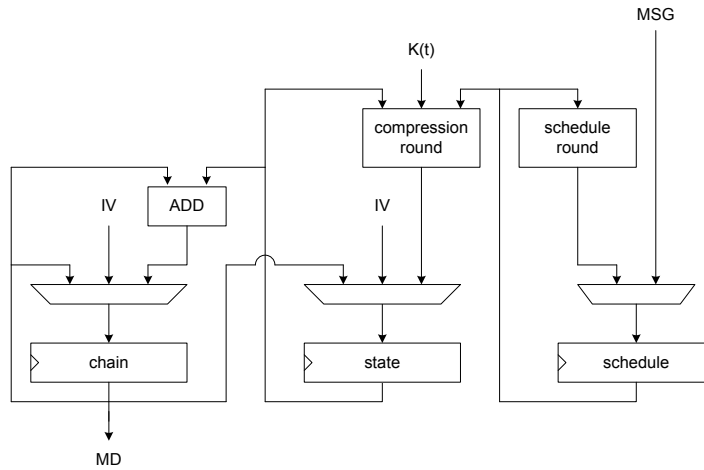 MSG
K(t)
compression
round
schedule
round
IV
ADD
IV
chain
state
schedule
MD